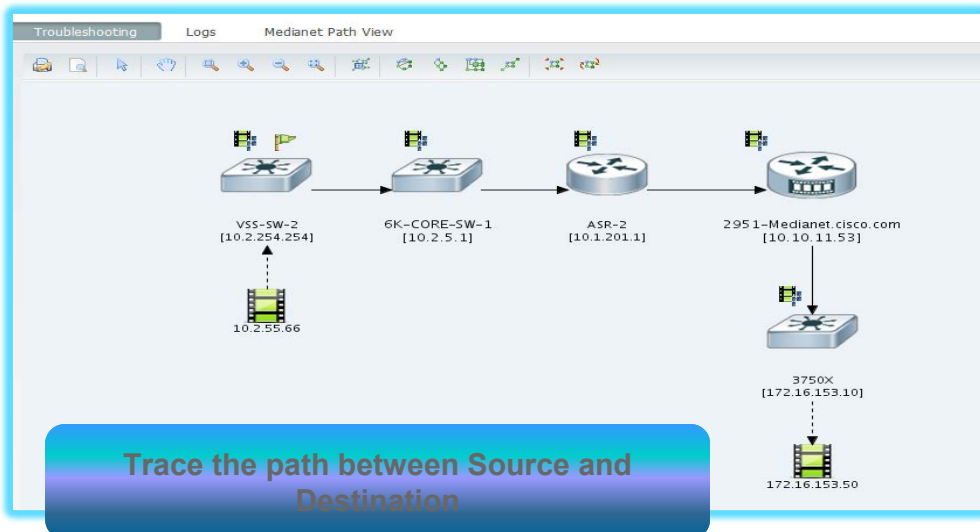 Troubleshooting Logs Medianet Path View
VSS-SW-2
[10.2.254.254]
6K-CORE-SW-1
[10.2.5.1]
ASR-2
[10.1.201.1]
2951-Medianet.cisco.com
[10.10.11.53]
10.2.55.66
3750X
[172.16.153.10]
172.16.153.50
Trace the path between Source and
Destination